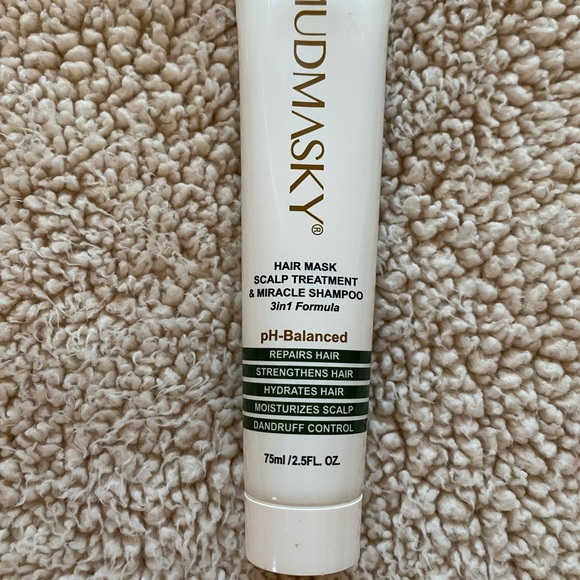 MUDMASKY®
HAIR MASK
SCALP TREATMENT
& MIRACLE SHAMPOO
3in1 Formula
pH-Balanced
REPAIRS HAIR
STRENGTHENS HAIR
HYDRATES HAIR
MOISTURIZES SCALP
DANDRUFF CONTROL
75ml /2.5FL. OZ.